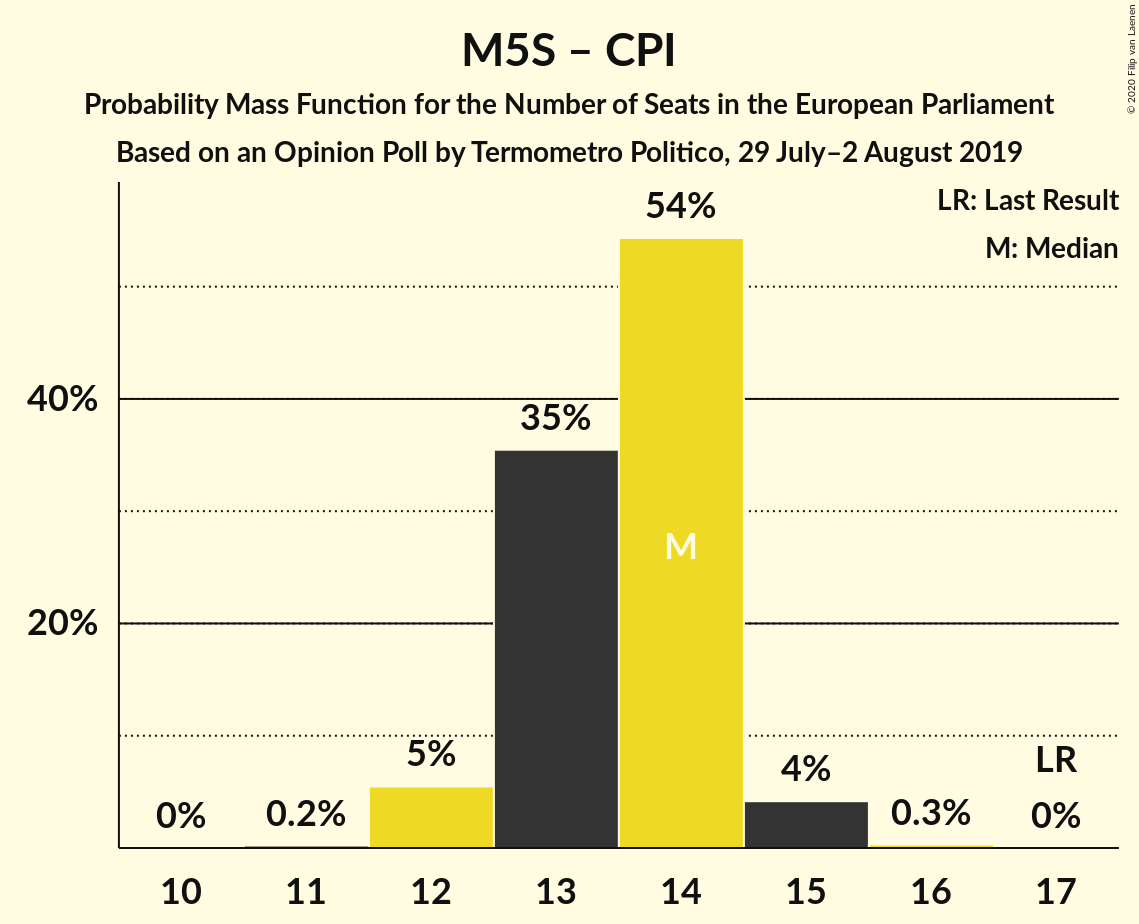 M5S – CPI
Probability Mass Function for the Number of Seats in the European Parliament
Based on an Opinion Poll by Termometro Politico, 29 July–2 August 2019
© 2020 Filip van Laenen
LR: Last Result
M: Median
54%
40%
35%
M
20%
5%
4%
LR
0%
0.2%
0.3%
0%
10 11 12 13 14 15 16 17